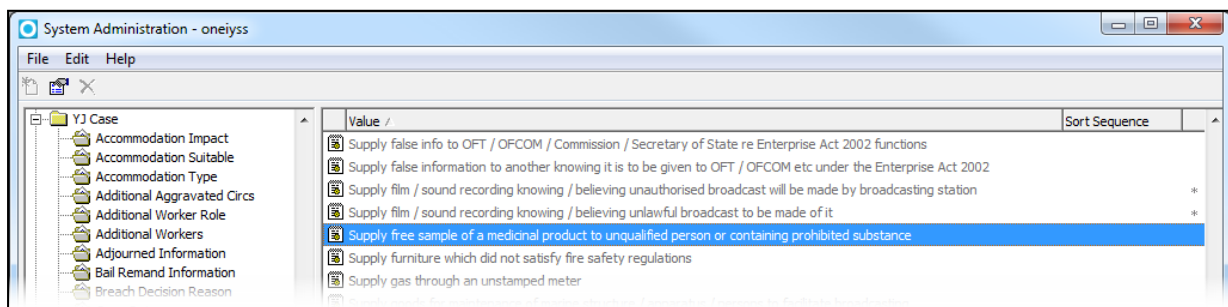 System Administration - oneiyss
File Edit Help
YJ Case
Accommodation Impact
Accommodation Suitable
Accommodation Type
Additional Aggravated Circs
Additional Worker Role
Additional Workers
Adjourned Information
Bail Remand Information
Breach Decision Reason
Value Sort Sequence
Supply false info to OFT / OFCOM / Commission / Secretary of State re Enterprise Act 2002 functions
Supply false information to another knowing it is to be given to OFT / OFCOM etc under the Enterprise Act 2002
Supply film / sound recording knowing / believing unauthorised broadcast will be made by broadcasting station *
Supply film / sound recording knowing / believing unlawful broadcast to be made of it *
Supply free sample of a medicinal product to unqualified person or containing prohibited substance
Supply furniture which did not satisfy fire safety regulations
Supply gas through an unstamped meter